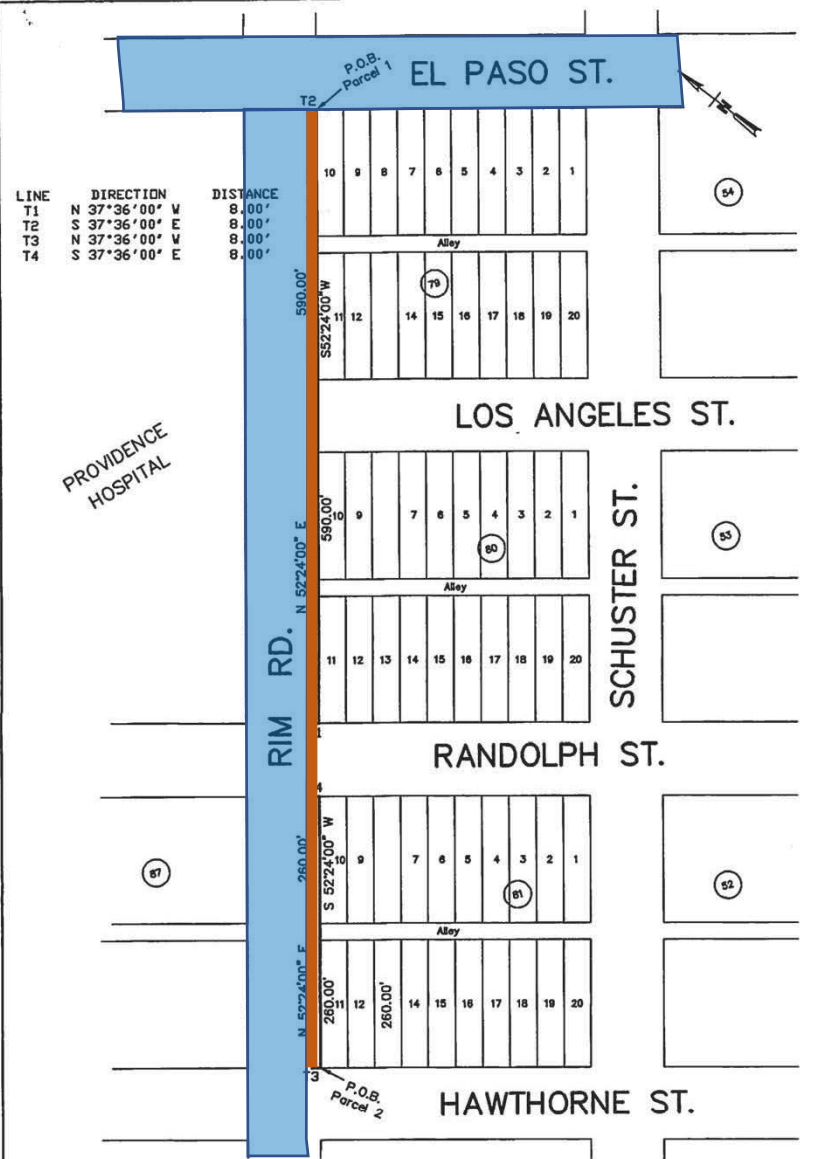 P.O.B.
Parcel 1
EL PASO ST.
N
T2
LINE DIRECTION DISTANCE
T1 N 37°36'00" W 8.00'
T2 S 37°36'00" E 8.00'
T3 N 37°36'00" W 8.00'
T4 S 37°36'00" E 8.00'
10 9 8 7 6 5 4 3 2 1
54
Alley
590.00'
S52°24'00"W
79
11 12 14 15 16 17 18 19 20
LOS ANGELES ST.
PROVIDENCE
HOSPITAL
590.00'
10 9 7 6 5 4 3 2 1
80
53
N 52°24'00" E
Alley
SCHUSTER ST.
11 12 13 14 15 16 17 18 19 20
RIM RD.
1
RANDOLPH ST.
4
260.00'
S 52°24'00" W
10 9 7 6 5 4 3 2 1
87
81
52
Alley
N 52°24'00" E
260.00'
11 12 260.00' 14 15 16 17 18 19 20
T3
P.O.B.
Parcel 2
HAWTHORNE ST.